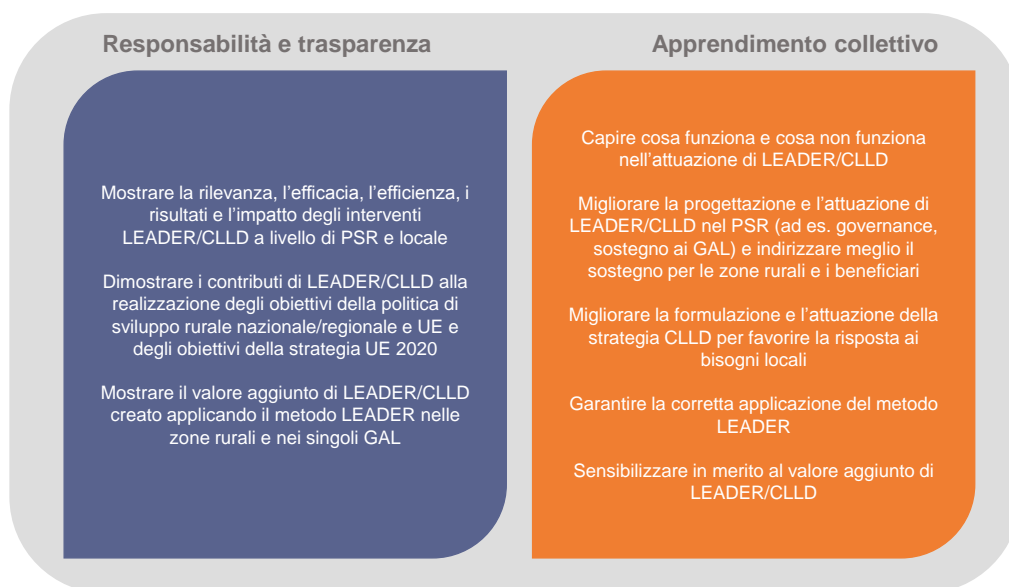 Responsabilità e trasparenza
Mostrare la rilevanza, l'efficacia, l'efficienza, i
risultati e l'impatto degli interventi
LEADER/CLLD a livello di PSR e locale
Dimostrare i contributi di LEADER/CLLD alla
realizzazione degli obiettivi della politica di
sviluppo rurale nazionale/regionale e UE e
degli obiettivi della strategia UE 2020
Mostrare il valore aggiunto di LEADER/CLLD
creato applicando il metodo LEADER nelle
zone rurali e nei singoli GAL
Apprendimento collettivo
Capire cosa funziona e cosa non funziona
nell'attuazione di LEADER/CLLD
Migliorare la progettazione e l'attuazione di
LEADER/CLLD nel PSR (ad es. governance,
sostegno ai GAL) e indirizzare meglio il
sostegno per le zone rurali e i beneficiari
Migliorare la formulazione e l'attuazione della
strategia CLLD per favorire la risposta ai
bisogni locali
Garantire la corretta applicazione del metodo
LEADER
Sensibilizzare in merito al valore aggiunto di
LEADER/CLLD